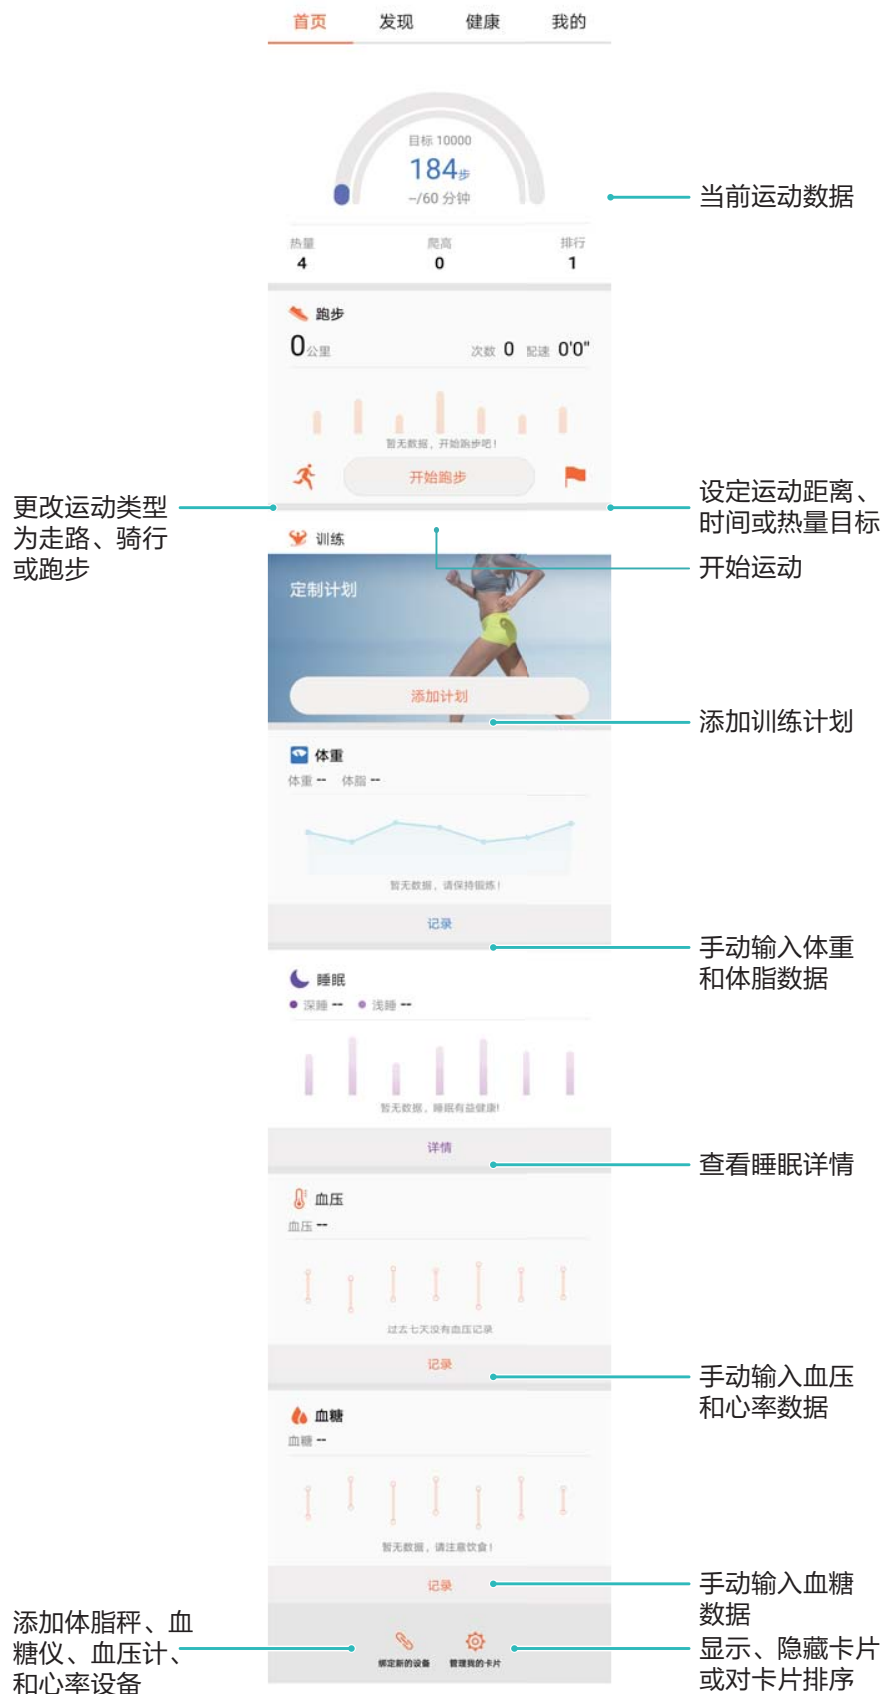 首页 发现 健康 我的
目标 10000
184步
--/60 分钟
当前运动数据
热量 爬高 排行
4 0 1
跑步
0公里 次数 0 配速 0'0"
暂无数据，开始跑步吧！
开始跑步
更改运动类型
为走路、骑行
或跑步
设定运动距离、
时间或热量目标
开始运动
训练
定制计划
添加计划
添加训练计划
体重
体重 -- 体脂 --
暂无数据，请保持锻炼！
记录
手动输入体重
和体脂数据
睡眠
深睡 -- 浅睡 --
暂无数据，睡眠有益健康!
详情
查看睡眠详情
血压
血压 --
过去七天没有血压记录
记录
手动输入血压
和心率数据
血糖
血糖 --
暂无数据，请注意饮食！
记录
手动输入血糖
数据
添加体脂秤、血
糖仪、血压计、
和心率设备
绑定新的设备 管理我的卡片
显示、隐藏卡片
或对卡片排序